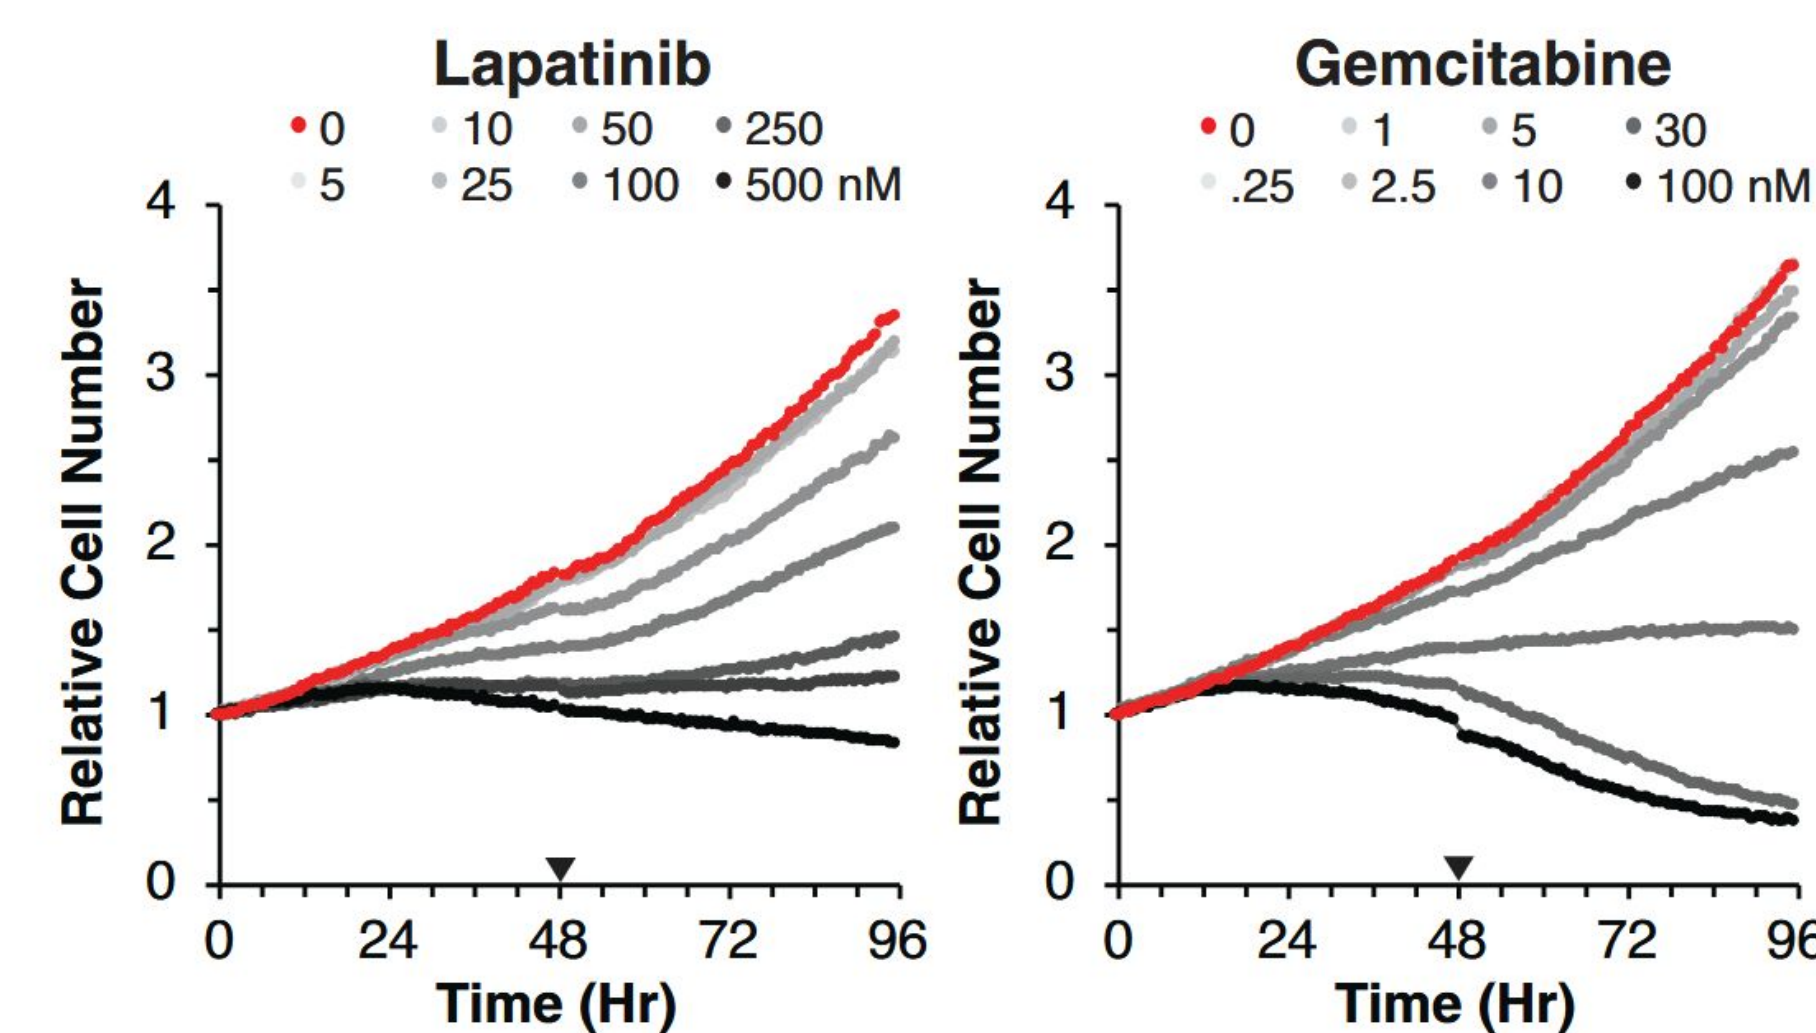 Lapatinib
0 10 50 250
5 25 100 500 nM
Relative Cell Number
4
3
2
1
0
0 24 48 72 96
Time (Hr)
Gemcitabine
0 1 5 30
.25 2.5 10 100 nM
Relative Cell Number
4
3
2
1
0
0 24 48 72 96
Time (Hr)